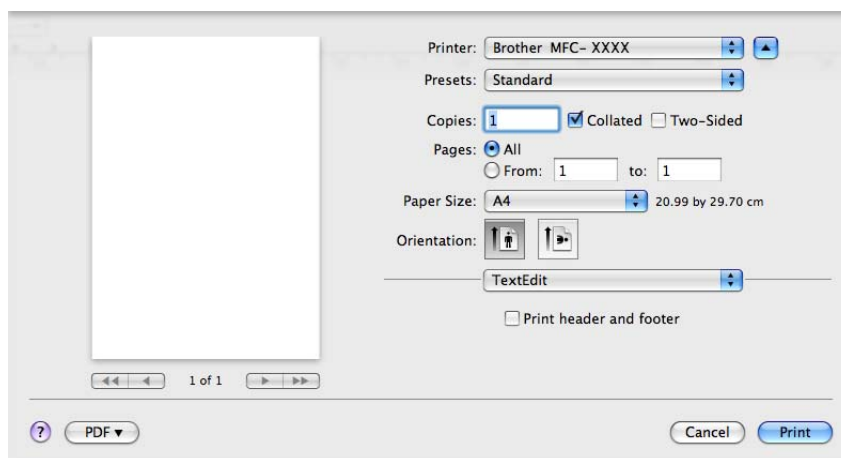 Printer: Brother MFC- XXXX
Presets: Standard
Copies: 1 Collated Two-Sided
Pages: All
From: 1 to: 1
Paper Size: A4 20.99 by 29.70 cm
Orientation:
TextEdit
Print header and footer
1 of 1
? PDF Cancel Print